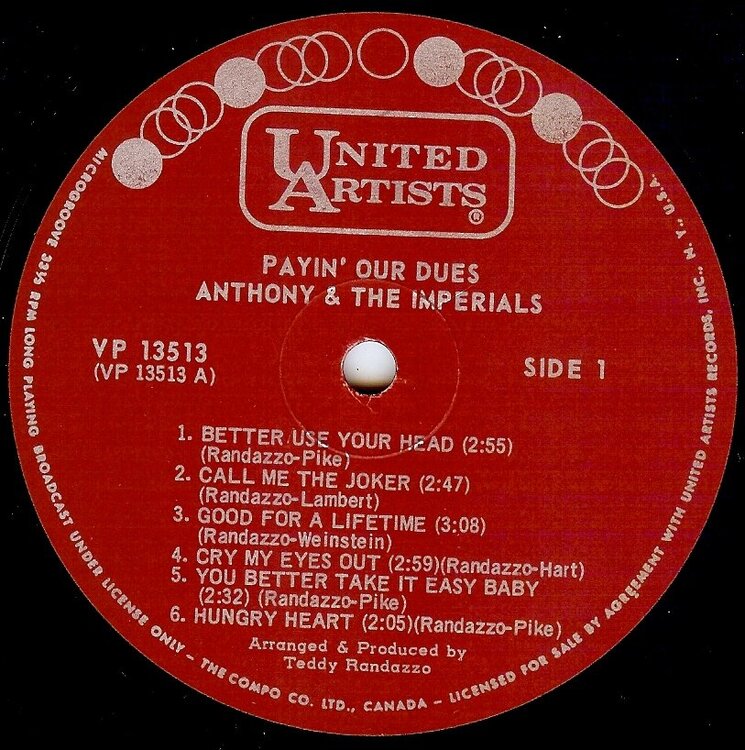 UNITED
ARTISTS®
PAYIN' OUR DUES
ANTHONY & THE IMPERIALS
VP 13513
(VP 13513 A)
SIDE 1
1. BETTER USE YOUR HEAD (2:55)
(Randazzo-Pike)
2. CALL ME THE JOKER (2:47)
(Randazzo-Lambert)
3. GOOD FOR A LIFETIME (3:08)
(Randazzo-Weinstein)
4. CRY MY EYES OUT (2:59)(Randazzo-Hart)
5. YOU BETTER TAKE IT EASY BABY
(2:32) (Randazzo-Pike)
6. HUNGRY HEART (2:05)(Randazzo-Pike)
Arranged & Produced by
Teddy Randazzo
MICROGROOVE 33⅓ RPM LONG PLAYING BROADCAST UNDER LICENSE ONLY – THE COMPO CO. LTD., CANADA – LICENSED FOR SALE BY AGREEMENT WITH UNITED ARTISTS RECORDS, INC., N. Y., U.S.A.